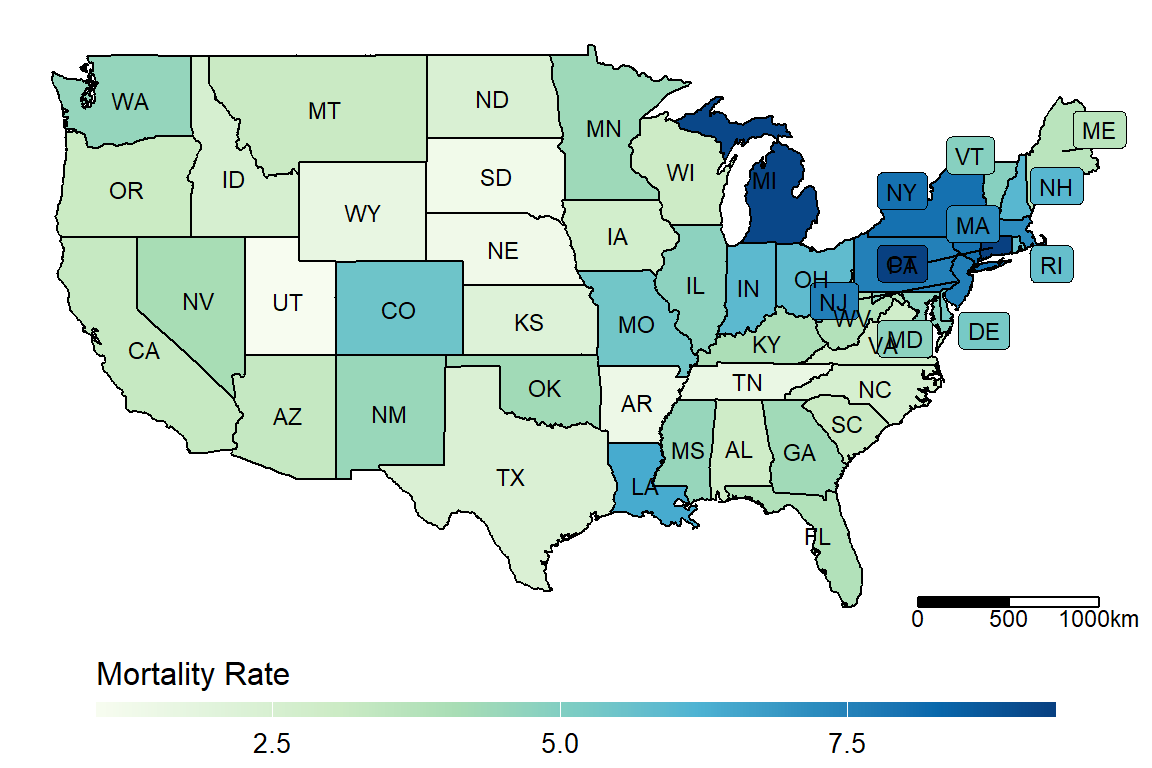 WA
MT
ND
MN
ME
VT
OR
ID
SD
WI
MI
NY
NH
WY
MA
IA
NE
PA
CT
RI
NV
UT
CO
IL
IN
OH
NJ
KS
MO
WV
DE
CA
KY
VA
MD
AZ
NM
OK
AR
TN
NC
SC
TX
MS
AL
GA
LA
FL
0 500 1000km
Mortality Rate
2.5 5.0 7.5